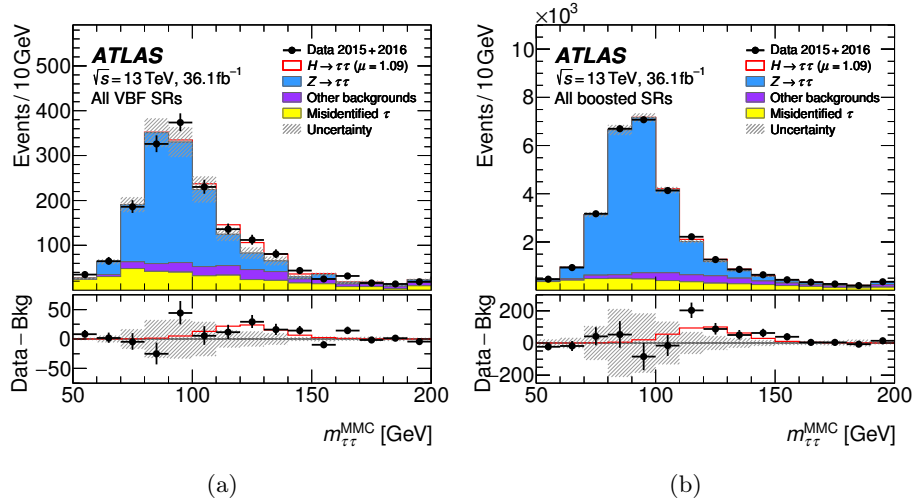 ATLAS
√s = 13 TeV, 36.1 fb⁻¹
All VBF SRs
Data 2015+2016
H→ττ (μ = 1.09)
Z→ττ
Other backgrounds
Misidentified τ
Uncertainty
Events / 10 GeV
500
400
300
200
100
Data − Bkg
50
0
−50
50 100 150 200
m_ττ^MMC [GeV]
(a)
×10³
ATLAS
√s = 13 TeV, 36.1 fb⁻¹
All boosted SRs
Data 2015+2016
H→ττ (μ = 1.09)
Z→ττ
Other backgrounds
Misidentified τ
Uncertainty
Events / 10 GeV
10
8
6
4
2
Data − Bkg
200
0
−200
50 100 150 200
m_ττ^MMC [GeV]
(b)